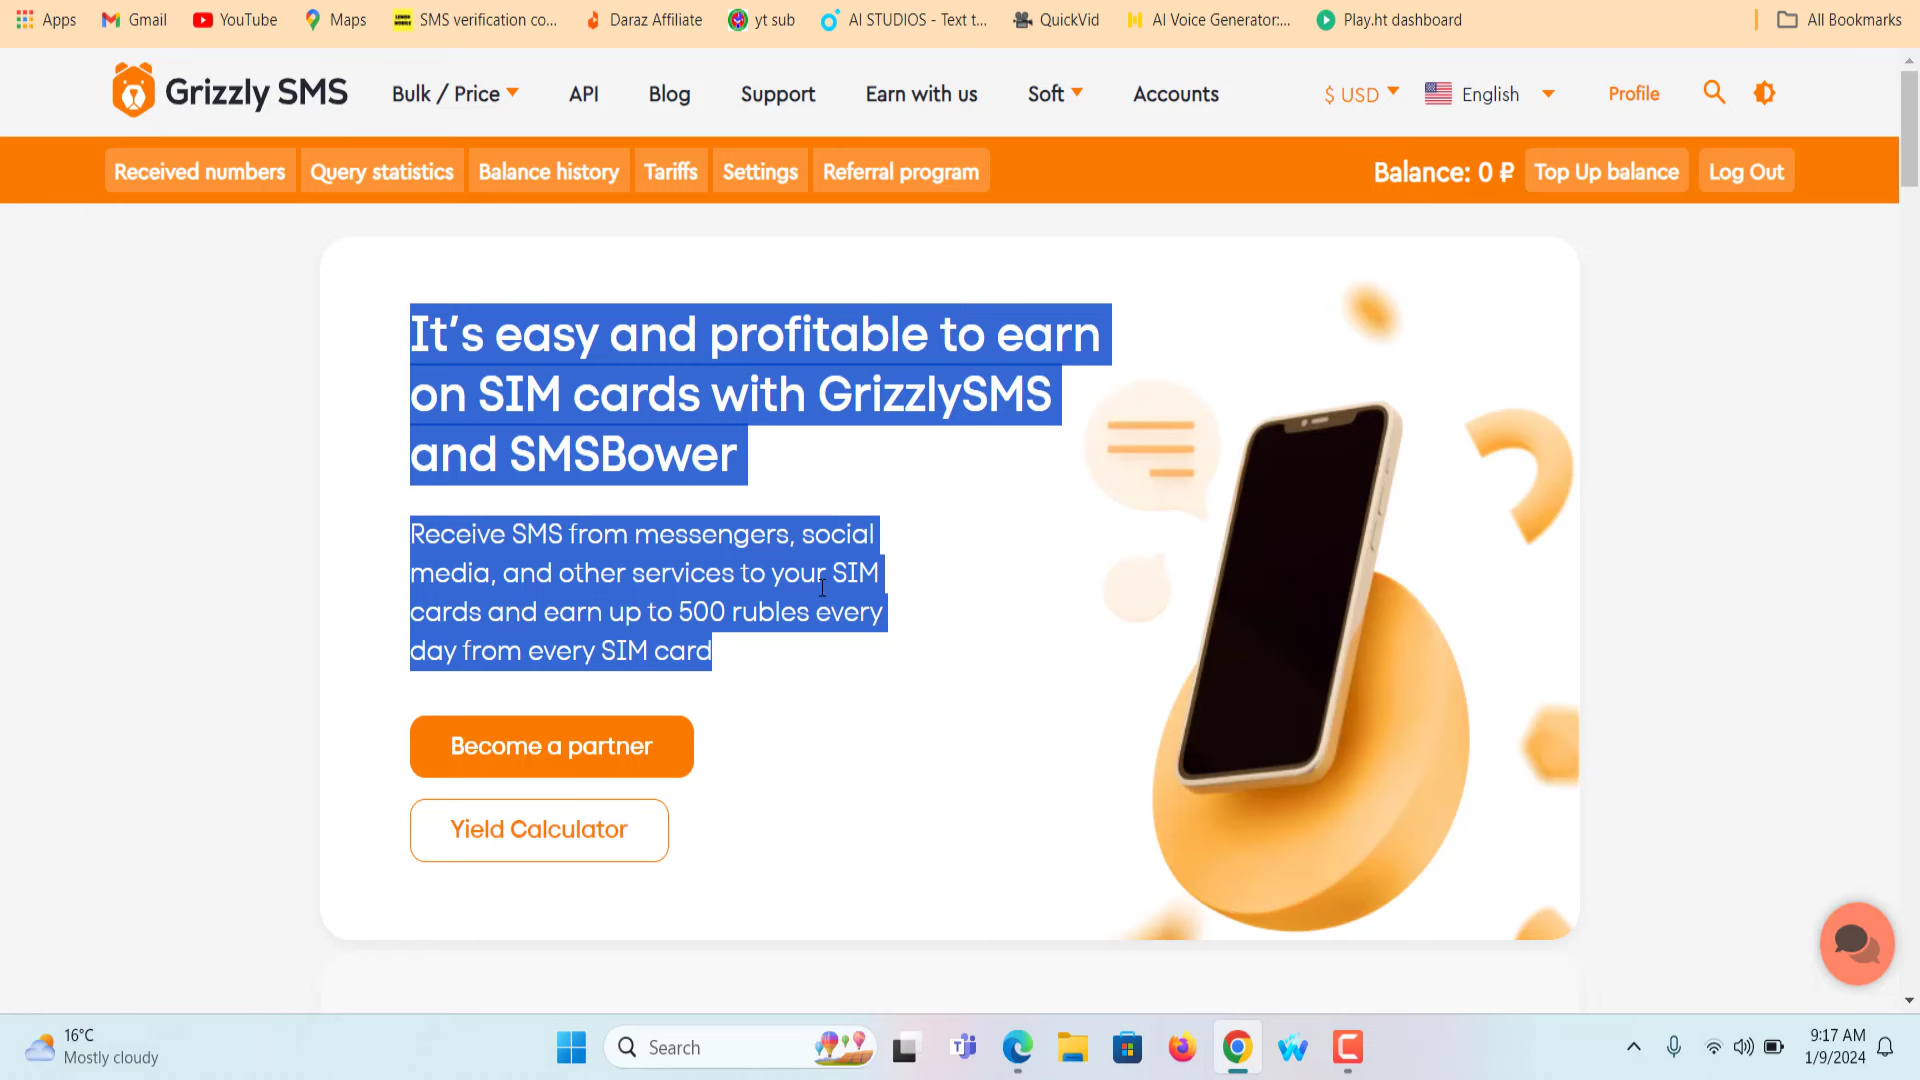 Apps Gmail YouTube Maps SMS verification co... Daraz Affiliate yt sub AI STUDIOS - Text t... QuickVid AI Voice Generator:... Play.ht dashboard All Bookmarks
Grizzly SMS Bulk / Price API Blog Support Earn with us Soft Accounts $ USD English Profile
Received numbers Query statistics Balance history Tariffs Settings Referral program Balance: 0 ₽ Top Up balance Log Out
It's easy and profitable to earn
on SIM cards with GrizzlySMS
and SMSBower
Receive SMS from messengers, social
media, and other services to your SIM
cards and earn up to 500 rubles every
day from every SIM card
Become a partner
Yield Calculator
16°C
Mostly cloudy
Search
9:17 AM
1/9/2024